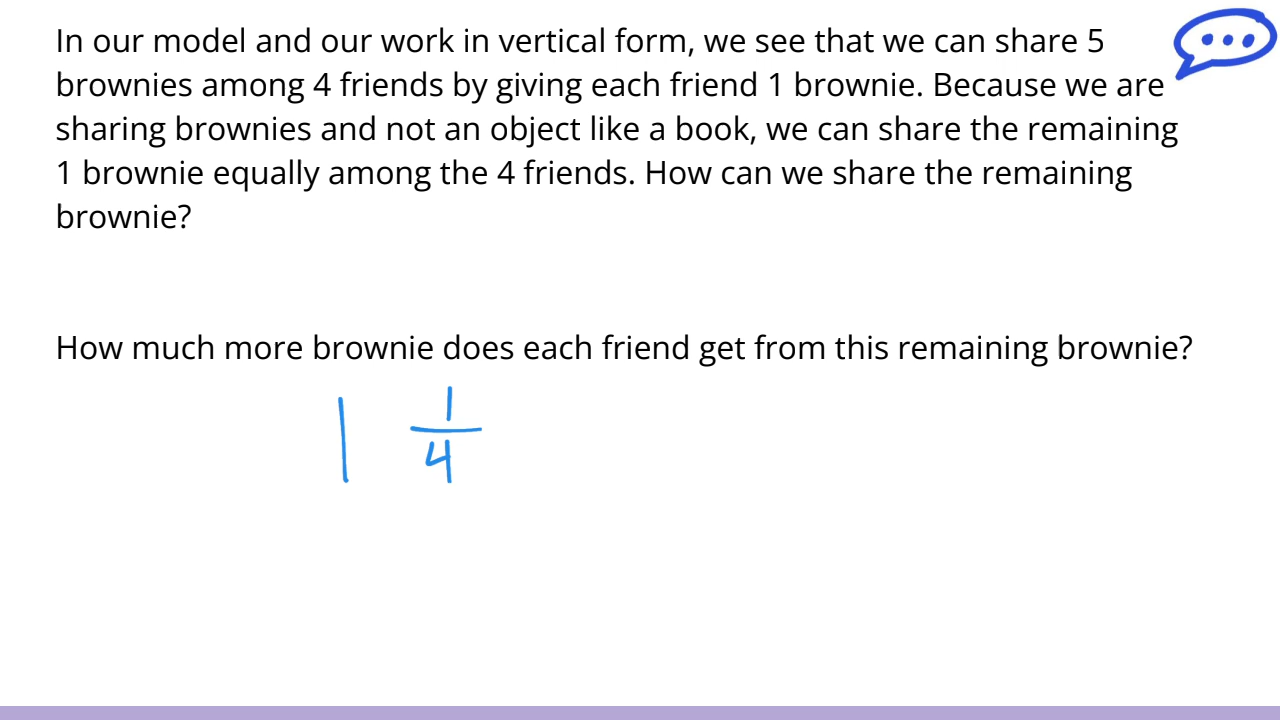 In our model and our work in vertical form, we see that we can share 5
brownies among 4 friends by giving each friend 1 brownie. Because we are
sharing brownies and not an object like a book, we can share the remaining
1 brownie equally among the 4 friends. How can we share the remaining
brownie?
How much more brownie does each friend get from this remaining brownie?
1 1/4